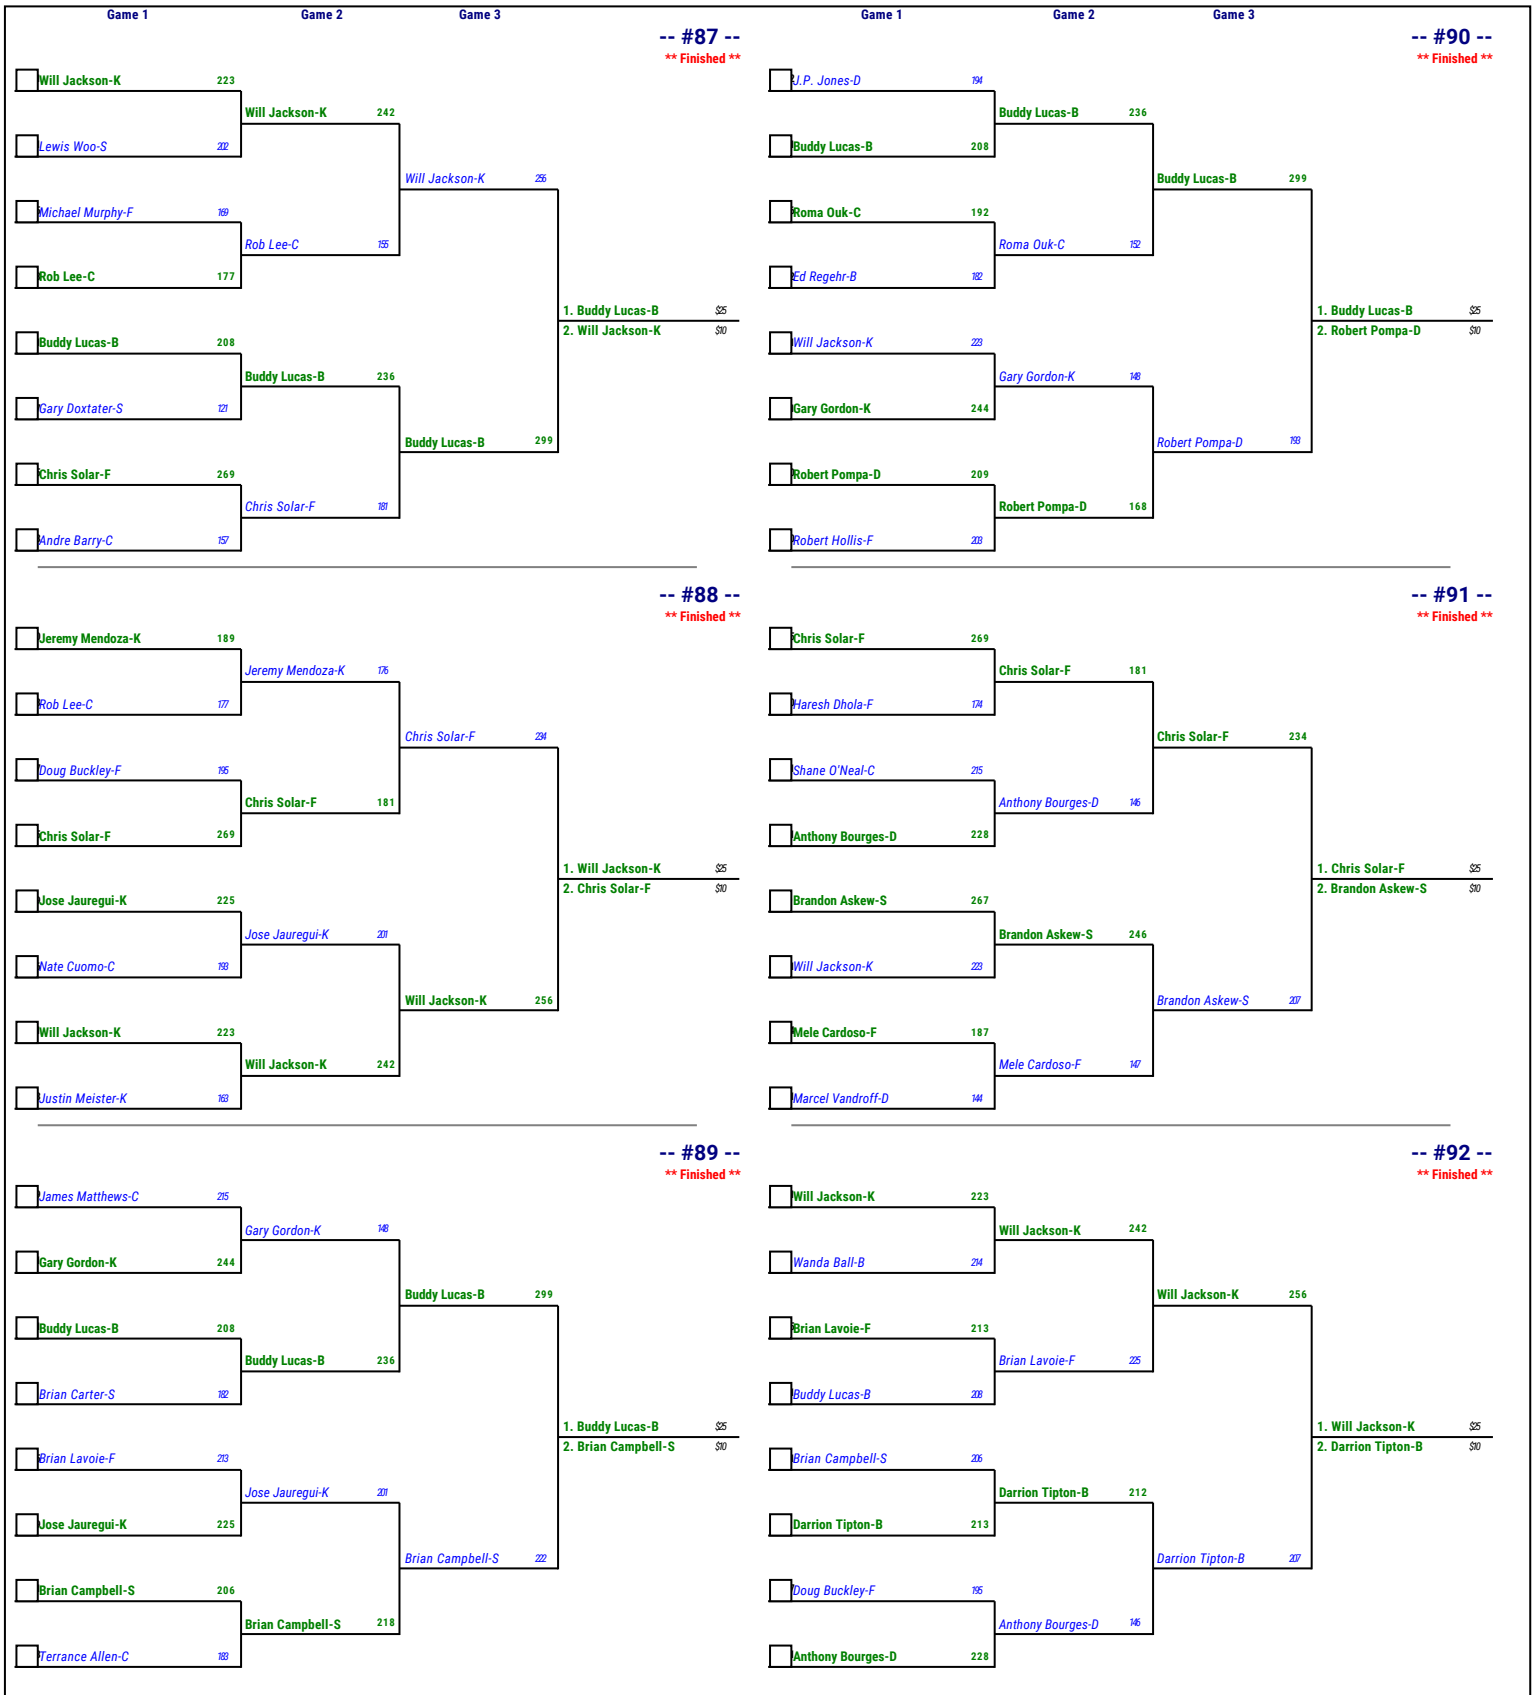 Game 1 Game 2 Game 3
-- #87 --
** Finished **
Will Jackson-K 223
Will Jackson-K 242
Lewis Woo-S 202
Will Jackson-K 256
Michael Murphy-F 169
Rob Lee-C 155
Rob Lee-C 177
1. Buddy Lucas-B $25
2. Will Jackson-K $10
Buddy Lucas-B 208
Buddy Lucas-B 236
Gary Doxtater-S 121
Buddy Lucas-B 299
Chris Solar-F 269
Chris Solar-F 181
Andre Barry-C 157
-- #88 --
** Finished **
Jeremy Mendoza-K 189
Jeremy Mendoza-K 176
Rob Lee-C 177
Chris Solar-F 234
Doug Buckley-F 195
Chris Solar-F 181
Chris Solar-F 269
1. Will Jackson-K $25
2. Chris Solar-F $10
Jose Jauregui-K 225
Jose Jauregui-K 201
Nate Cuomo-C 193
Will Jackson-K 256
Will Jackson-K 223
Will Jackson-K 242
Justin Meister-K 163
-- #89 --
** Finished **
James Matthews-C 215
Gary Gordon-K 148
Gary Gordon-K 244
Buddy Lucas-B 299
Buddy Lucas-B 208
Buddy Lucas-B 236
Brian Carter-S 182
1. Buddy Lucas-B $25
2. Brian Campbell-S $10
Brian Lavoie-F 213
Jose Jauregui-K 201
Jose Jauregui-K 225
Brian Campbell-S 222
Brian Campbell-S 206
Brian Campbell-S 218
Terrance Allen-C 183
Game 1 Game 2 Game 3
-- #90 --
** Finished **
J.P. Jones-D 194
Buddy Lucas-B 236
Buddy Lucas-B 208
Buddy Lucas-B 299
Roma Ouk-C 192
Roma Ouk-C 152
Ed Regehr-B 182
1. Buddy Lucas-B $25
2. Robert Pompa-D $10
Will Jackson-K 223
Gary Gordon-K 148
Gary Gordon-K 244
Robert Pompa-D 193
Robert Pompa-D 209
Robert Pompa-D 168
Robert Hollis-F 203
-- #91 --
** Finished **
Chris Solar-F 269
Chris Solar-F 181
Haresh Dhola-F 174
Chris Solar-F 234
Shane O'Neal-C 215
Anthony Bourges-D 146
Anthony Bourges-D 228
1. Chris Solar-F $25
2. Brandon Askew-S $10
Brandon Askew-S 267
Brandon Askew-S 246
Will Jackson-K 223
Brandon Askew-S 207
Mele Cardoso-F 187
Mele Cardoso-F 147
Marcel Vandroff-D 144
-- #92 --
** Finished **
Will Jackson-K 223
Will Jackson-K 242
Wanda Ball-B 214
Will Jackson-K 256
Brian Lavoie-F 213
Brian Lavoie-F 225
Buddy Lucas-B 208
1. Will Jackson-K $25
2. Darrion Tipton-B $10
Brian Campbell-S 206
Darrion Tipton-B 212
Darrion Tipton-B 213
Darrion Tipton-B 207
Doug Buckley-F 195
Anthony Bourges-D 146
Anthony Bourges-D 228